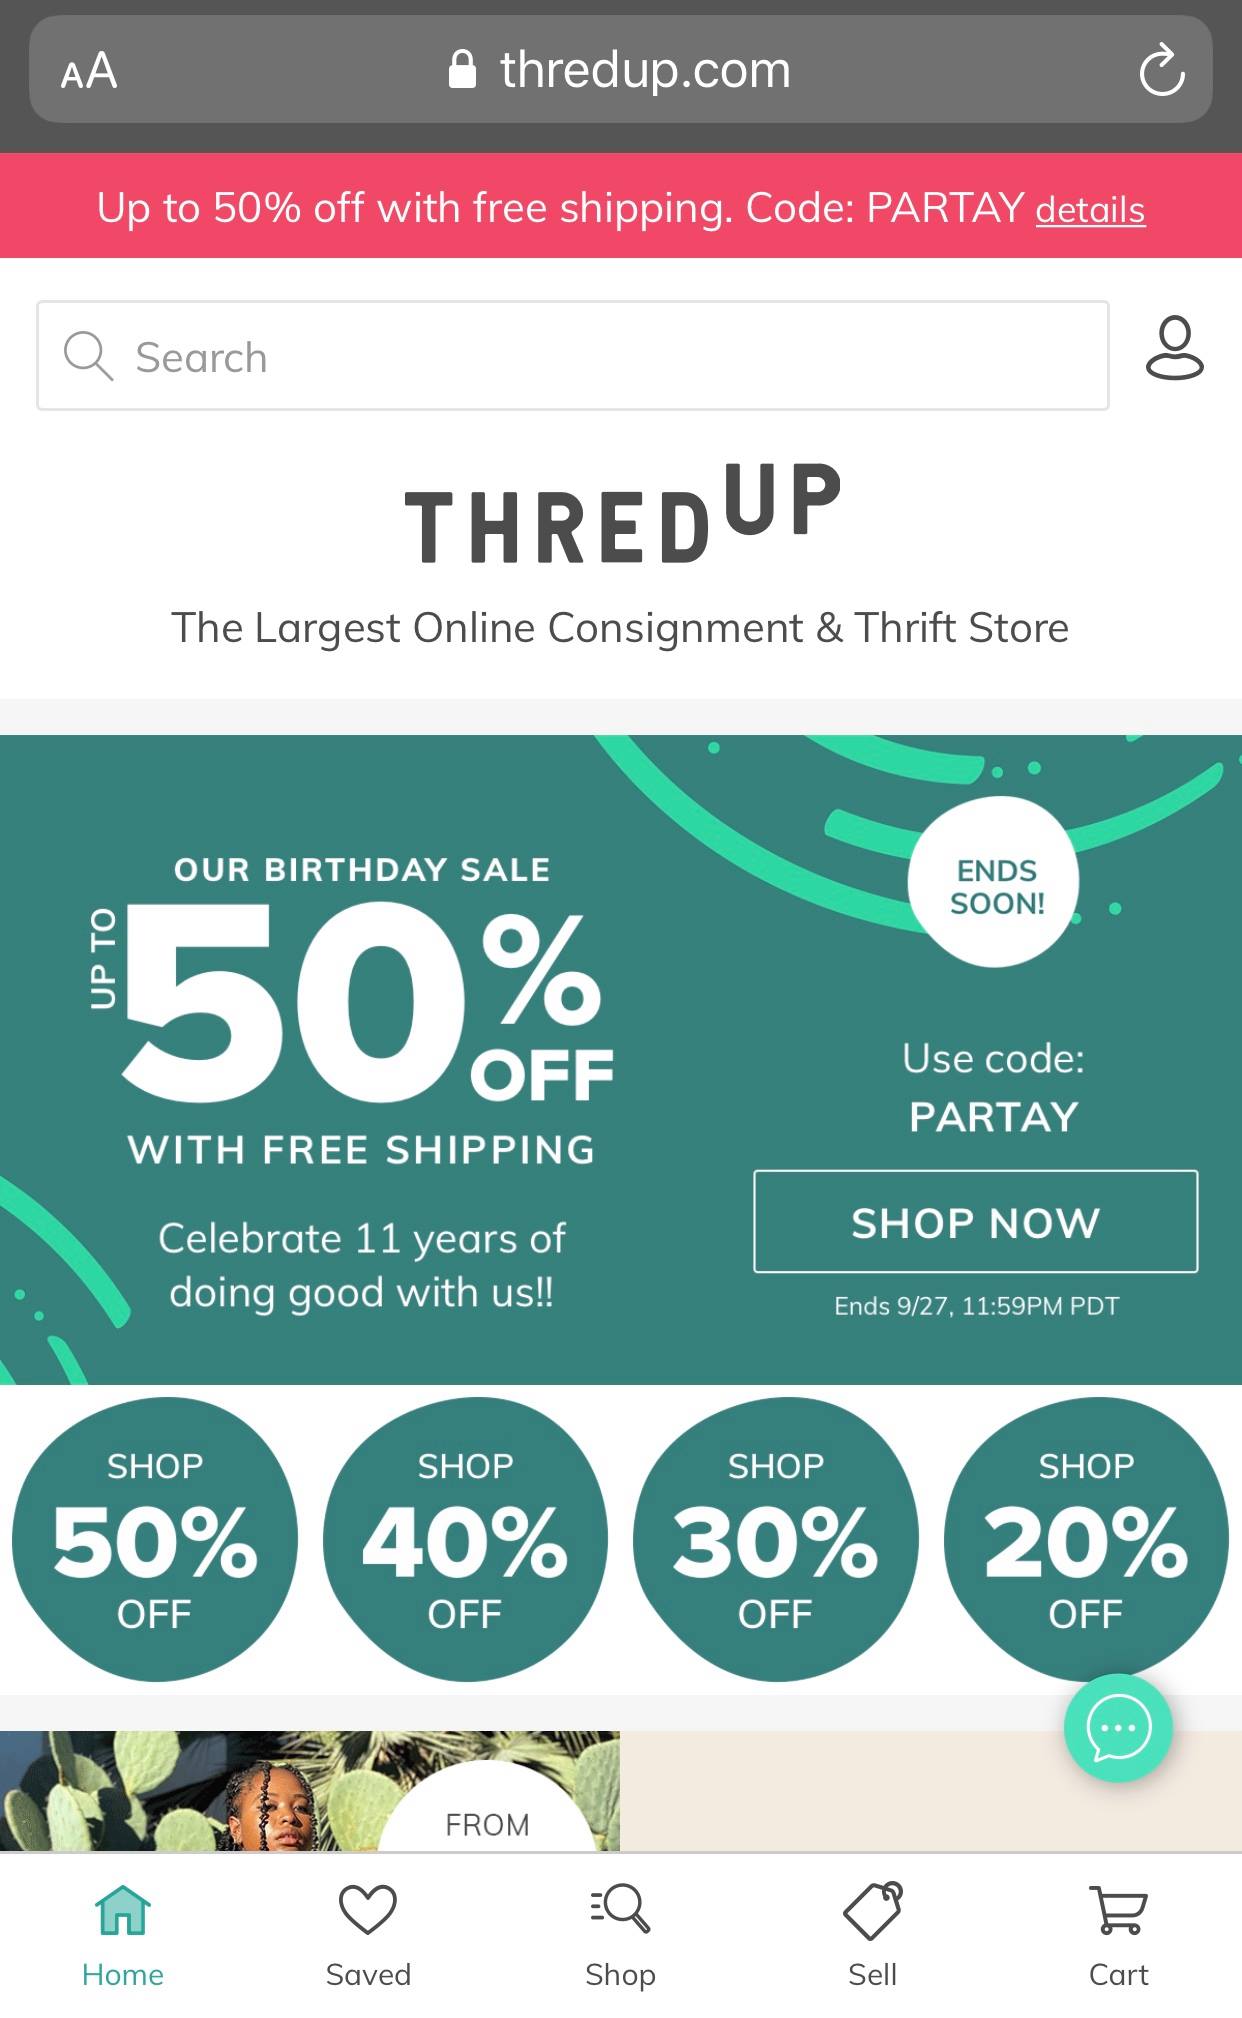 AA
thredup.com
Up to 50% off with free shipping. Code: PARTAY details
Search
THREDUP
The Largest Online Consignment & Thrift Store
OUR BIRTHDAY SALE
UP TO
50%
OFF
WITH FREE SHIPPING
Celebrate 11 years of
doing good with us!!
ENDS
SOON!
Use code:
PARTAY
SHOP NOW
Ends 9/27, 11:59PM PDT
SHOP
50%
OFF
SHOP
40%
OFF
SHOP
30%
OFF
SHOP
20%
OFF
FROM
Home
Saved
Shop
Sell
Cart